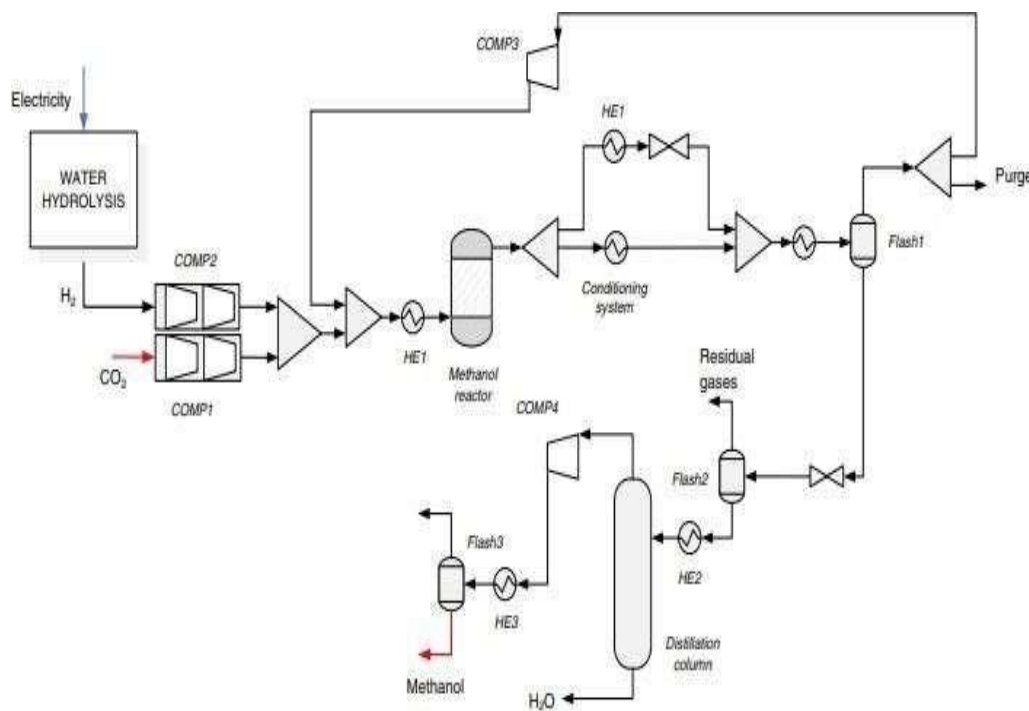 COMP3
Electricity
HE1
WATER
HYDROLYSIS
Purge
Flash1
COMP2
H₂
Conditioning
system
CO₂
HE1
Methanol
reactor
COMP1
Residual
gases
COMP4
Flash2
Flash3
HE2
HE3
Distillation
column
Methanol
H₂O